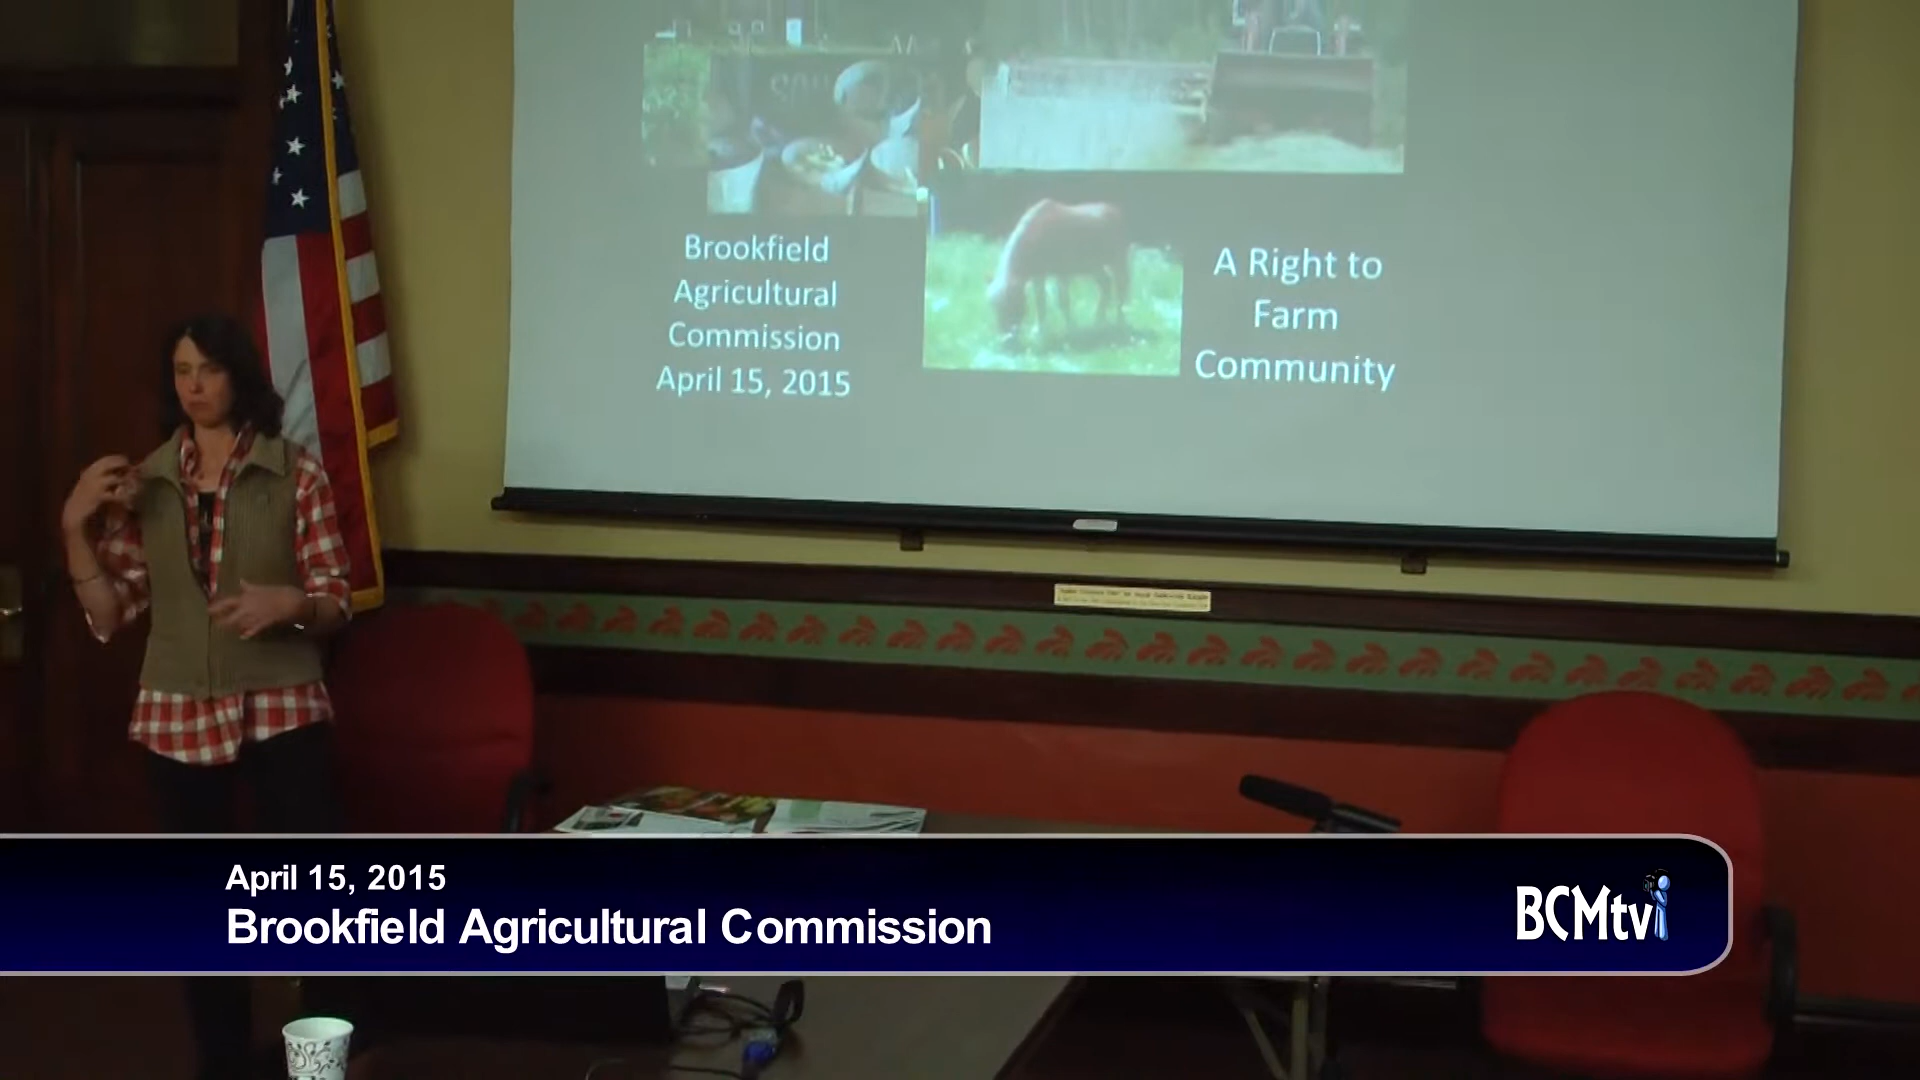 Brookfield
Agricultural
Commission
April 15, 2015
A Right to
Farm
Community
April 15, 2015
Brookfield Agricultural Commission
BCMtv